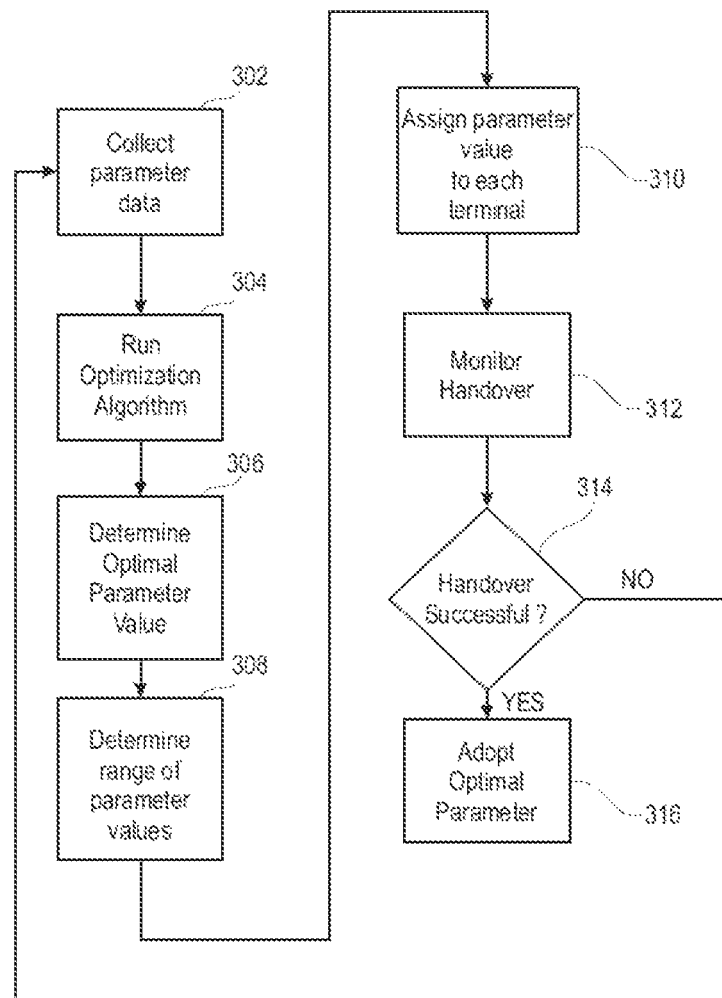 302
Collect
parameter
data
304
Run
Optimization
Algorithm
306
Determine
Optimal
Parameter
Value
308
Determine
range of
parameter
values
Assign parameter
value
to each
terminal
310
Monitor
Handover
312
314
Handover
Successful ?
NO
YES
Adopt
Optimal
Parameter
316